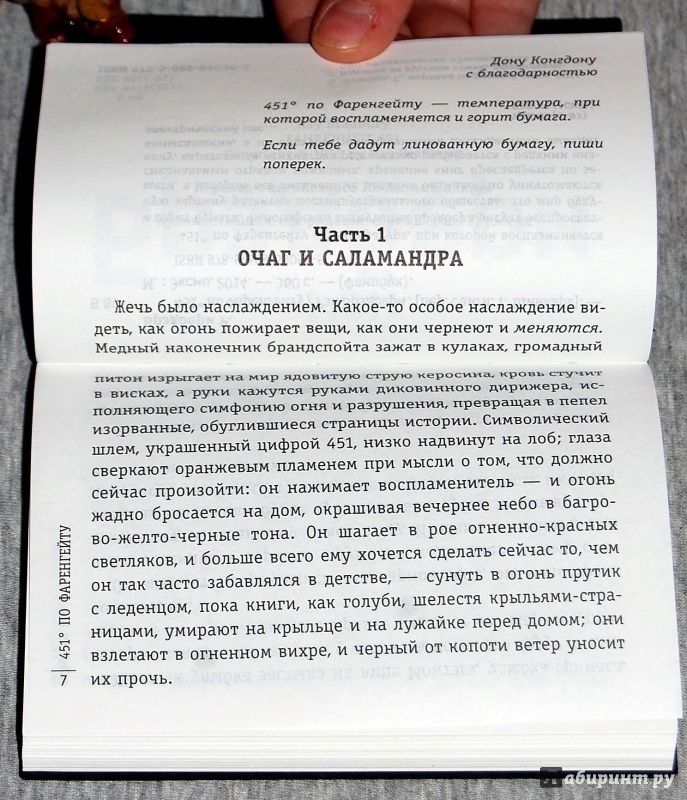 Дону Конгдону
с благодарностью
451° по Фаренгейту — температура, при
которой воспламеняется и горит бумага.
Если тебе дадут линованную бумагу, пиши
поперек.
Часть 1
ОЧАГ И САЛАМАНДРА
Жечь было наслаждением. Какое-то особое наслаждение ви-
деть, как огонь пожирает вещи, как они чернеют и меняются.
Медный наконечник брандспойта зажат в кулаках, громадный
питон изрыгает на мир ядовитую струю керосина, кровь стучит
в висках, а руки кажутся руками диковинного дирижера, ис-
полняющего симфонию огня и разрушения, превращая в пепел
изорванные, обуглившиеся страницы истории. Символический
шлем, украшенный цифрой 451, низко надвинут на лоб; глаза
сверкают оранжевым пламенем при мысли о том, что должно
сейчас произойти: он нажимает воспламенитель — и огонь
жадно бросается на дом, окрашивая вечернее небо в багро-
во-желто-черные тона. Он шагает в рое огненно-красных
светляков, и больше всего ему хочется сделать сейчас то, чем
он так часто забавлялся в детстве, — сунуть в огонь прутик
с леденцом, пока книги, как голуби, шелестя крыльями-стра-
ницами, умирают на крыльце и на лужайке перед домом; они
взлетают в огненном вихре, и черный от копоти ветер уносит
их прочь.
451° ПО ФАРЕНГЕЙТУ
7
Лабиринт.ру